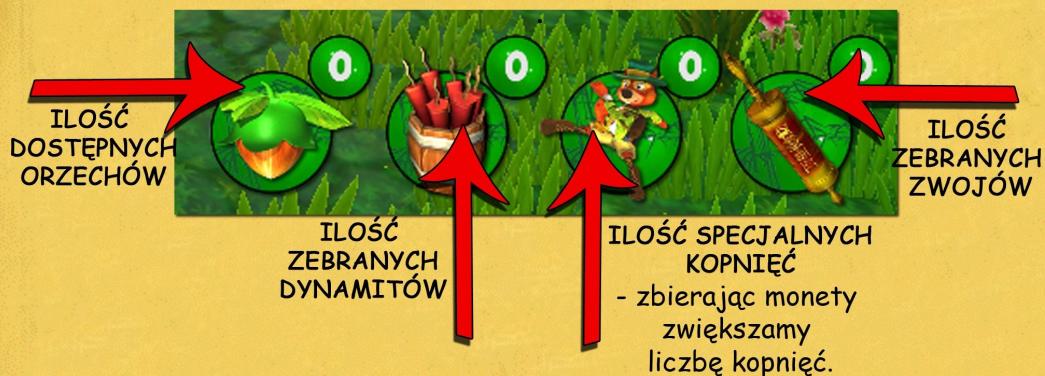 0 0 0 0
ILOŚĆ
DOSTĘPNYCH
ORZECHÓW
ILOŚĆ
ZEBRANYCH
DYNAMITÓW
ILOŚĆ SPECJALNYCH
KOPNIĘĆ
- zbierając monety
zwiększamy
liczbę kopnięć.
ILOŚĆ
ZEBRANYCH
ZWOJÓW